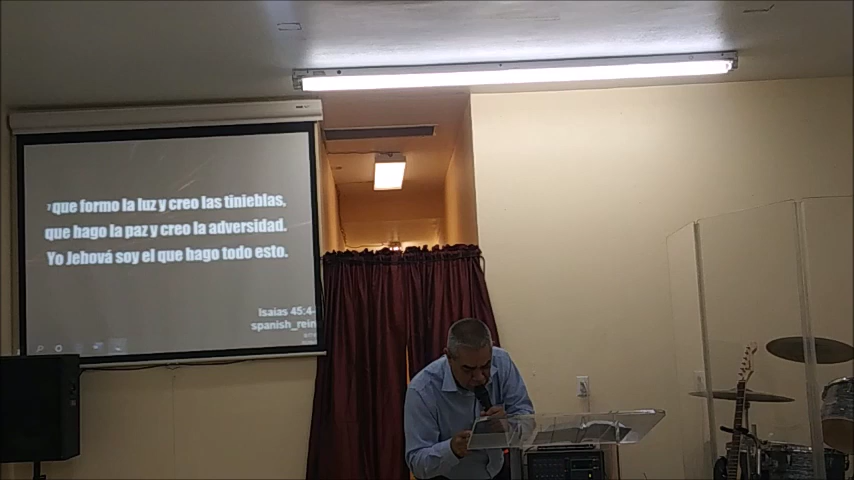 7 que formo la luz y creo las tinieblas,
que hago la paz y creo la adversidad.
Yo Jehová soy el que hago todo esto.
Isaías 45:4-
spanish_rein